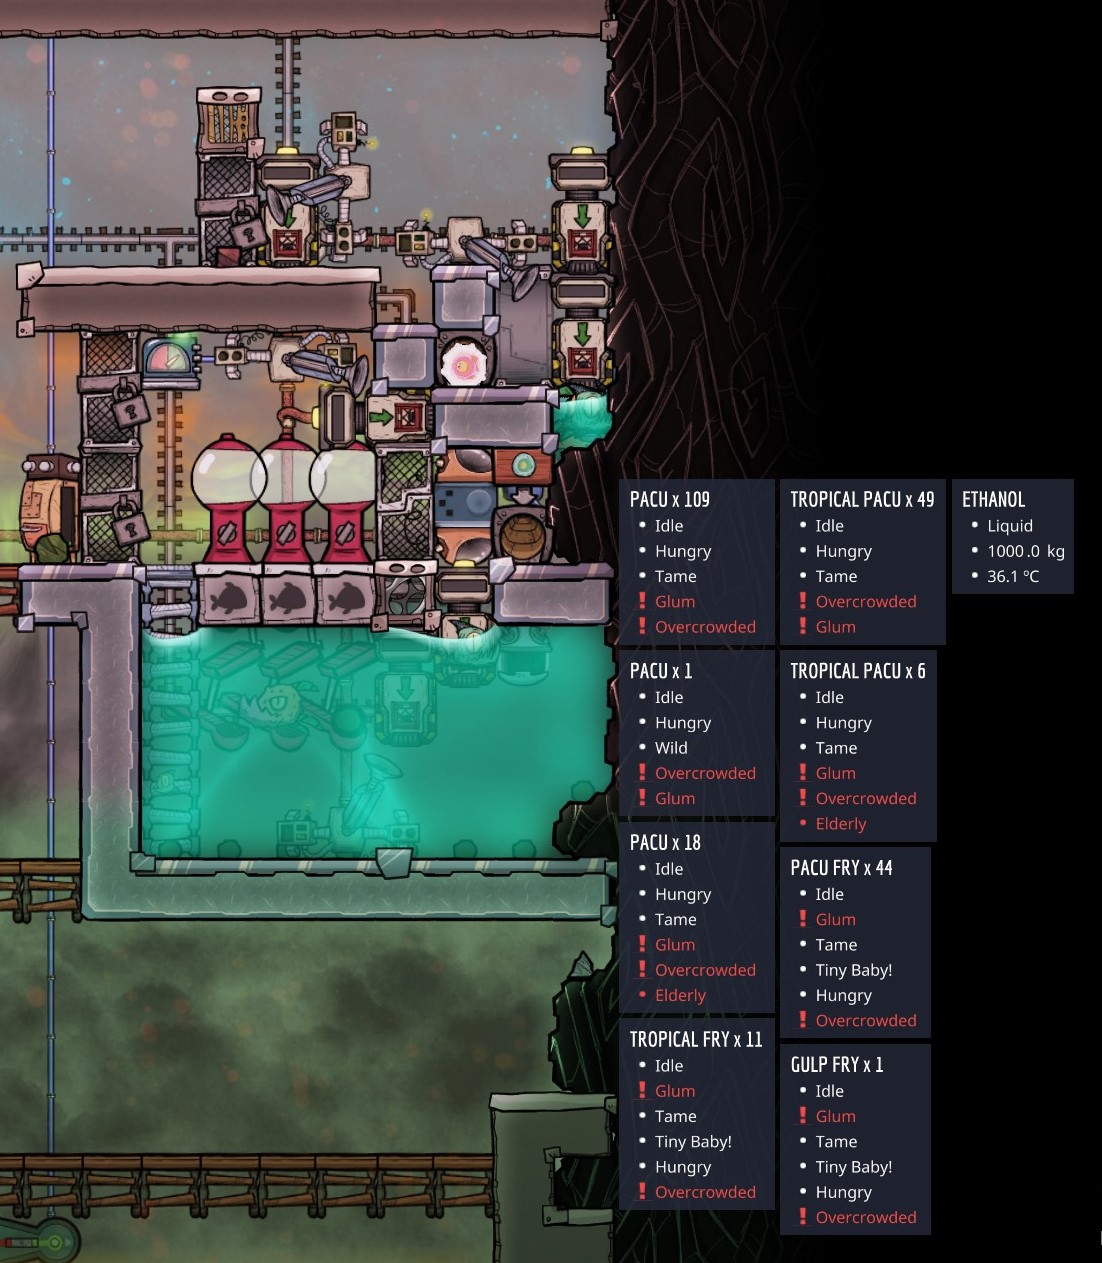 PACU x 109
Idle
Hungry
Tame
Glum
Overcrowded
PACU x 1
Idle
Hungry
Wild
Overcrowded
Glum
PACU x 18
Idle
Hungry
Tame
Glum
Overcrowded
Elderly
TROPICAL FRY x 11
Idle
Glum
Tame
Tiny Baby!
Hungry
Overcrowded
TROPICAL PACU x 49
Idle
Hungry
Tame
Overcrowded
Glum
TROPICAL PACU x 6
Idle
Hungry
Tame
Glum
Overcrowded
Elderly
PACU FRY x 44
Idle
Glum
Tame
Tiny Baby!
Hungry
Overcrowded
GULP FRY x 1
Idle
Glum
Tame
Tiny Baby!
Hungry
Overcrowded
ETHANOL
Liquid
1000.0 kg
36.1 ºC